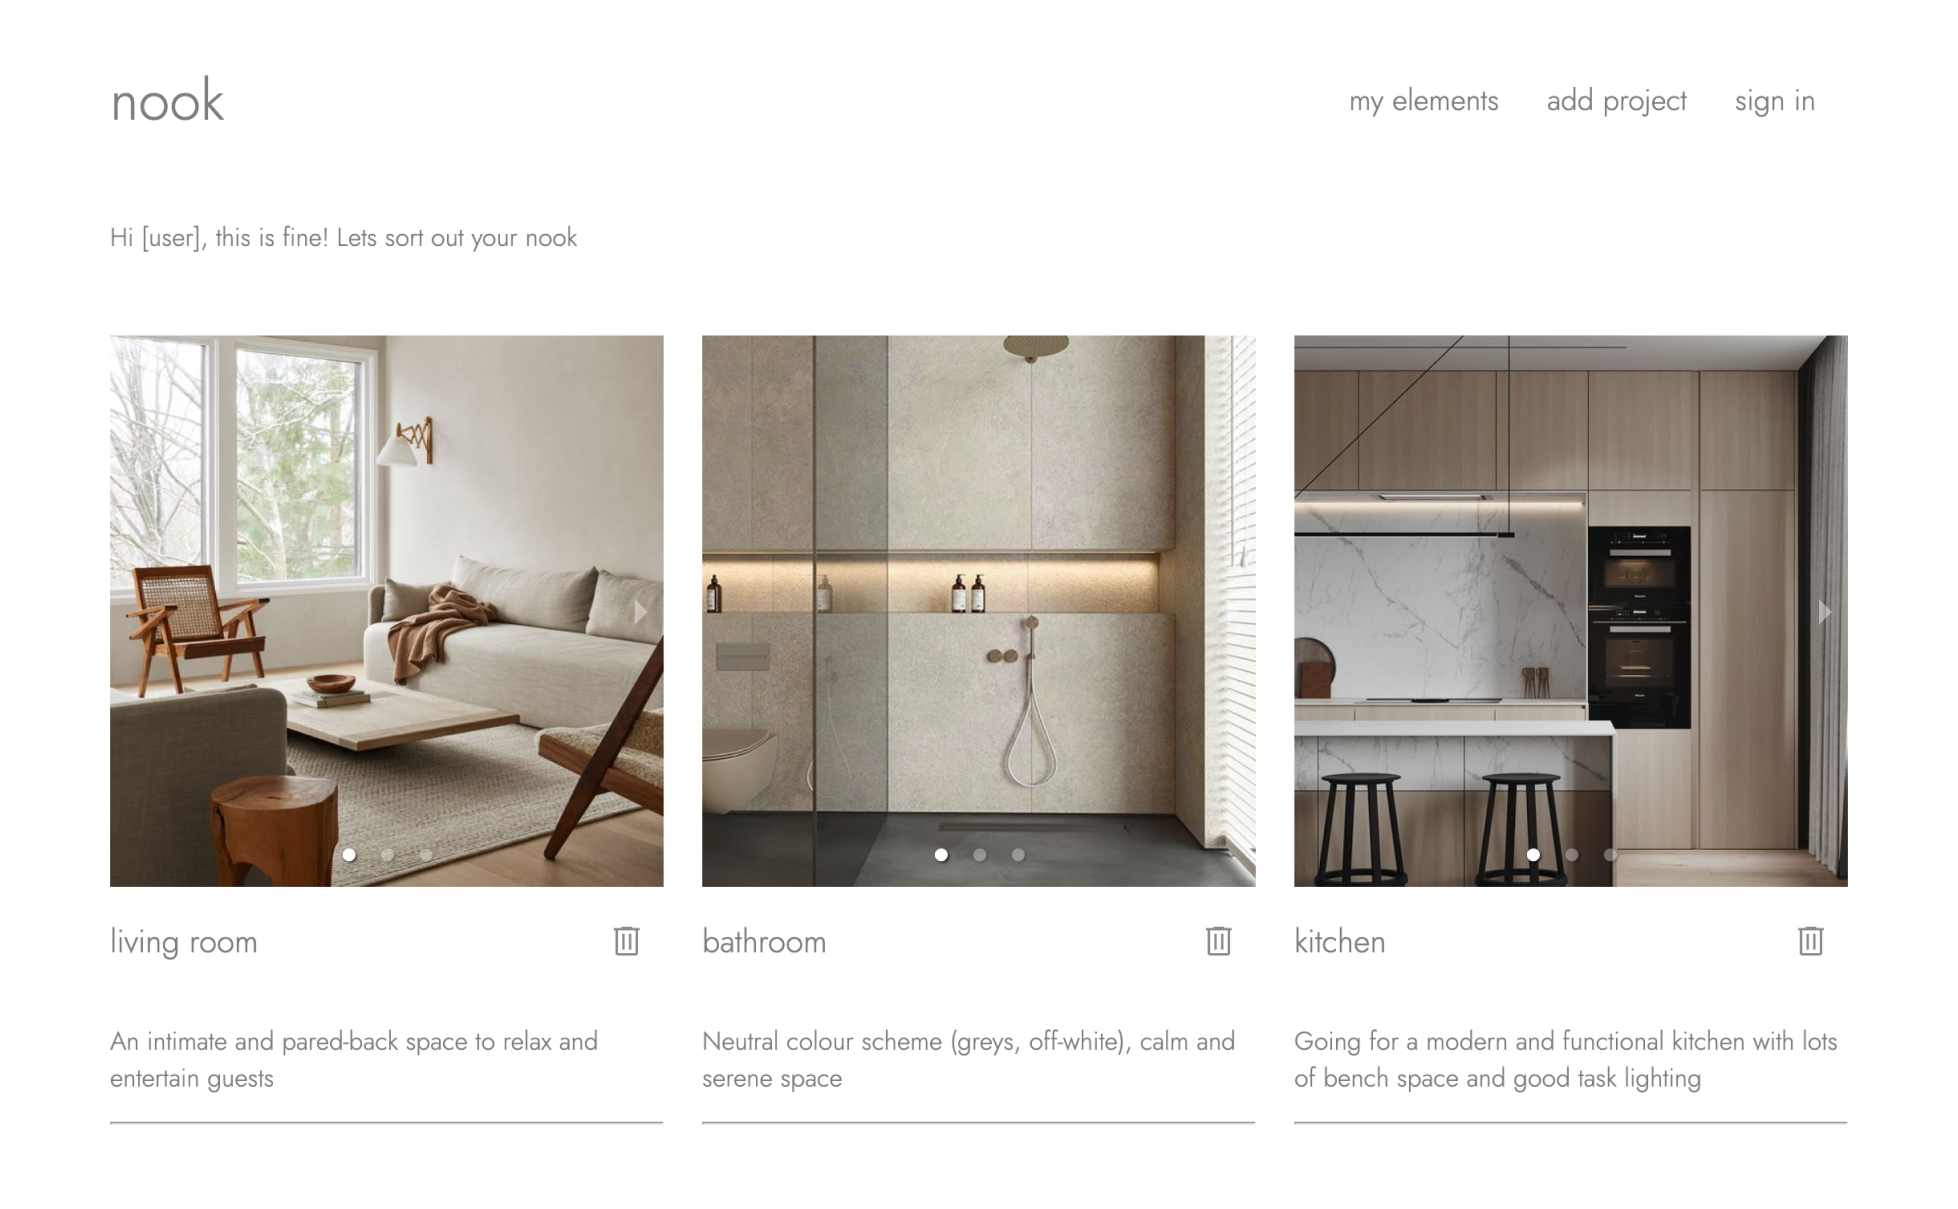 nook
my elements add project sign in
Hi [user], this is fine! Lets sort out your nook
living room
bathroom
kitchen
An intimate and pared-back space to relax and
entertain guests
Neutral colour scheme (greys, off-white), calm and
serene space
Going for a modern and functional kitchen with lots
of bench space and good task lighting